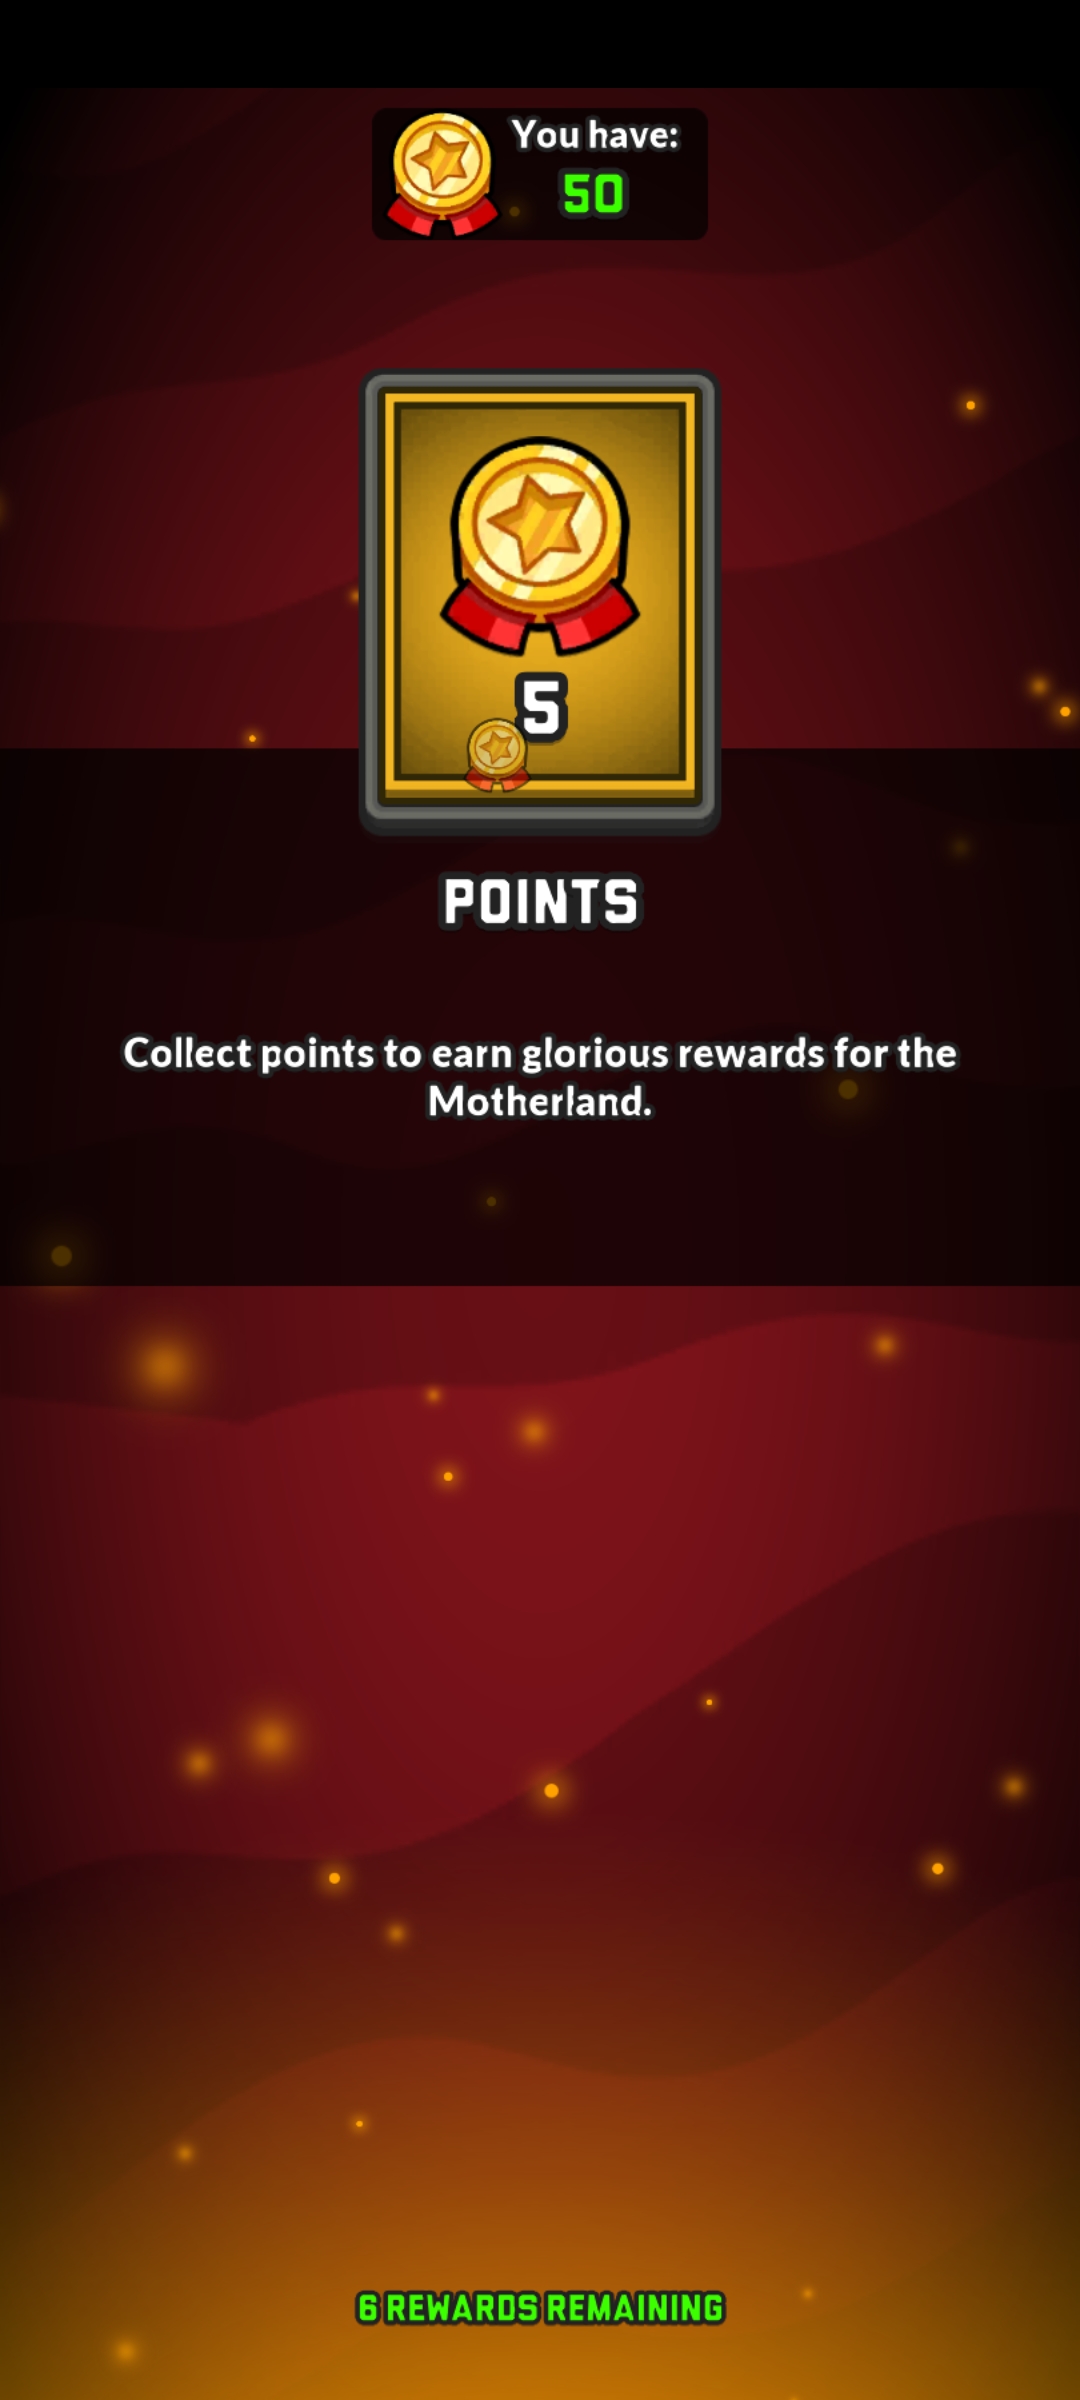 You have:
50
5
POINTS
Collect points to earn glorious rewards for the
Motherland.
6 REWARDS REMAINING